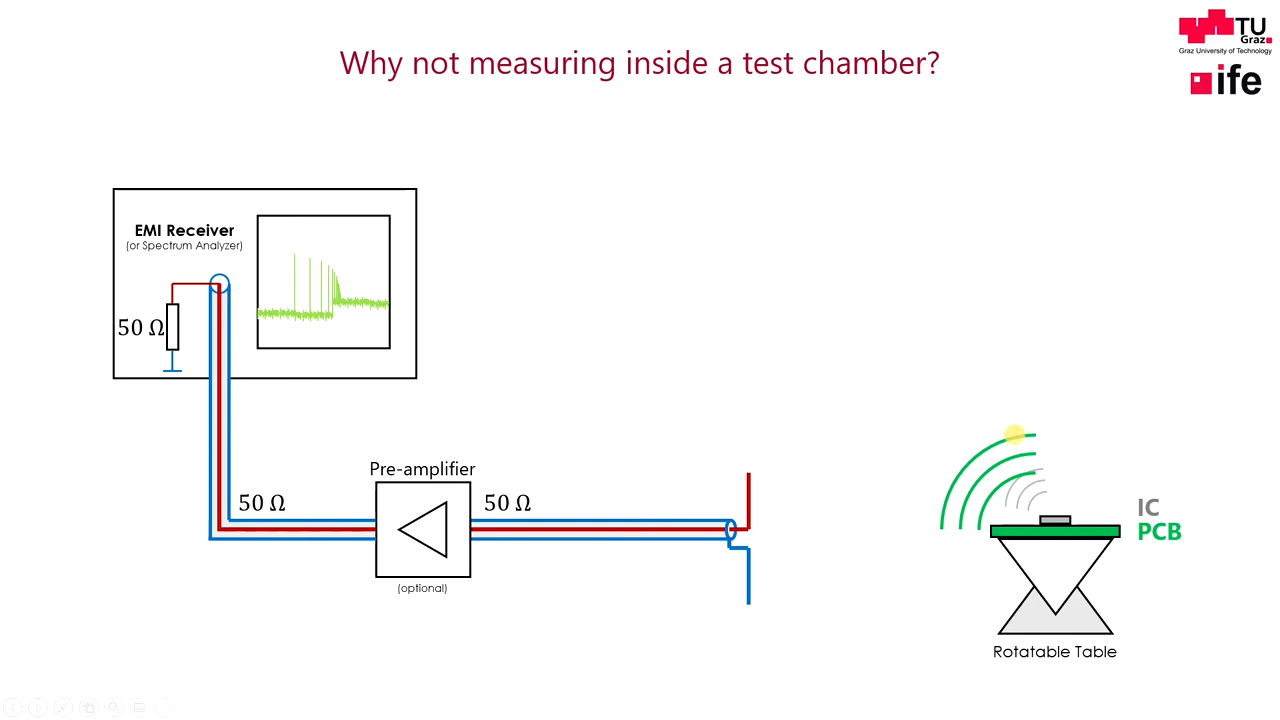 Why not measuring inside a test chamber?
TU
Graz
Graz University of Technology
ife
EMI Receiver
(or Spectrum Analyzer)
50 Ω
Pre-amplifier
50 Ω
50 Ω
(optional)
IC
PCB
Rotatable Table